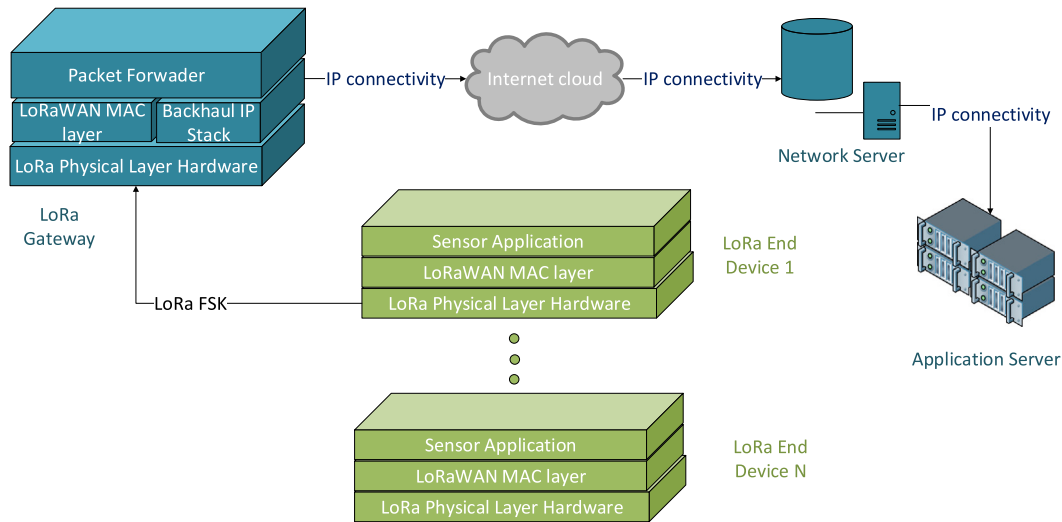 Packet Forwader
LoRaWAN MAC
layer
Backhaul IP
Stack
LoRa Physical Layer Hardware
LoRa
Gateway
IP connectivity
Internet cloud
IP connectivity
Network Server
IP connectivity
Application Server
LoRa FSK
Sensor Application
LoRaWAN MAC layer
LoRa Physical Layer Hardware
LoRa End
Device 1
Sensor Application
LoRaWAN MAC layer
LoRa Physical Layer Hardware
LoRa End
Device N